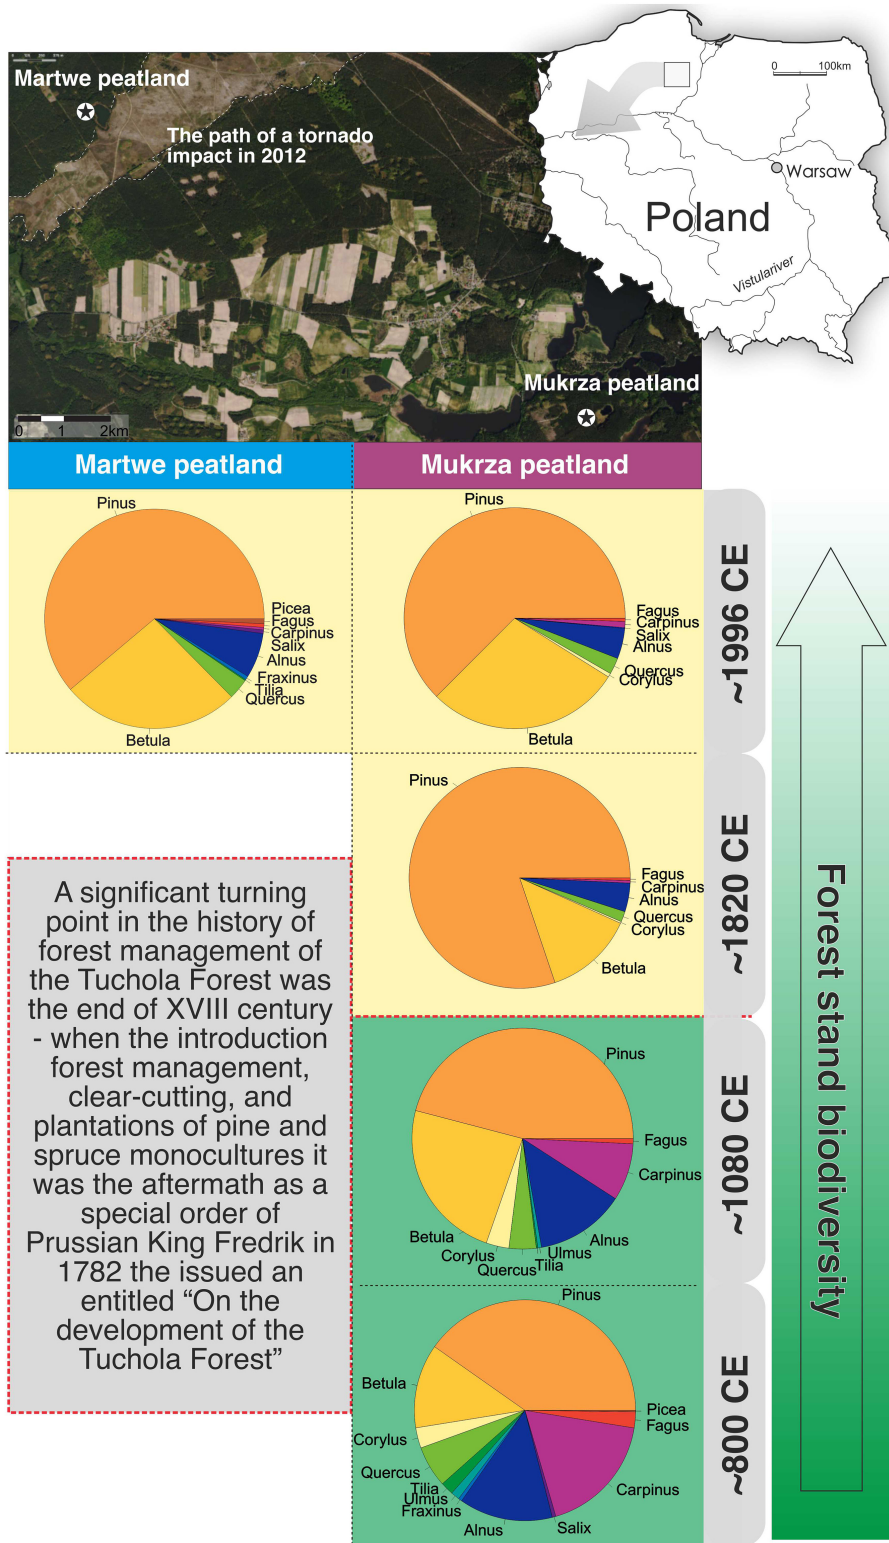 Martwe peatland
The path of a tornado
impact in 2012
0 100km
Warsaw
Poland
Vistulariver
Mukrza peatland
0 1 2km
Martwe peatland
Mukrza peatland
Pinus
Picea
Fagus
Carpinus
Salix
Alnus
Fraxinus
Tilia
Quercus
Betula
Pinus
Fagus
Carpinus
Salix
Alnus
Quercus
Corylus
Betula
~1996 CE
Pinus
Fagus
Carpinus
Alnus
Quercus
Corylus
Betula
~1820 CE
A significant turning
point in the history of
forest management of
the Tuchola Forest was
the end of XVIII century
- when the introduction
forest management,
clear-cutting, and
plantations of pine and
spruce monocultures it
was the aftermath as a
special order of
Prussian King Fredrik in
1782 the issued an
entitled “On the
development of the
Tuchola Forest”
Pinus
Fagus
Carpinus
Alnus
Ulmus
Tilia
Quercus
Corylus
Betula
~1080 CE
Pinus
Picea
Fagus
Carpinus
Salix
Alnus
Fraxinus
Ulmus
Tilia
Quercus
Corylus
Betula
~800 CE
Forest stand biodiversity